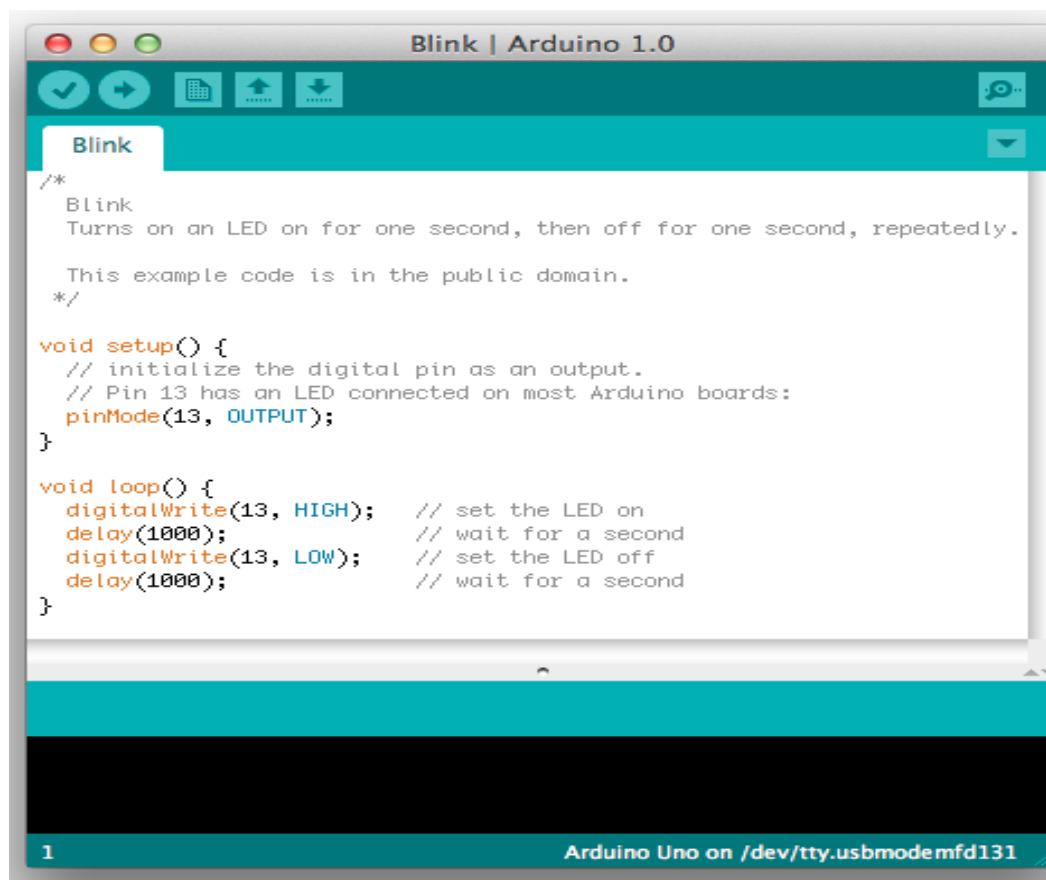 Blink | Arduino 1.0
Blink
/*
  Blink
  Turns on an LED on for one second, then off for one second, repeatedly.

  This example code is in the public domain.
 */

void setup() {
  // initialize the digital pin as an output.
  // Pin 13 has an LED connected on most Arduino boards:
  pinMode(13, OUTPUT);
}

void loop() {
  digitalWrite(13, HIGH);   // set the LED on
  delay(1000);              // wait for a second
  digitalWrite(13, LOW);    // set the LED off
  delay(1000);              // wait for a second
}
1 Arduino Uno on /dev/tty.usbmodemfd131